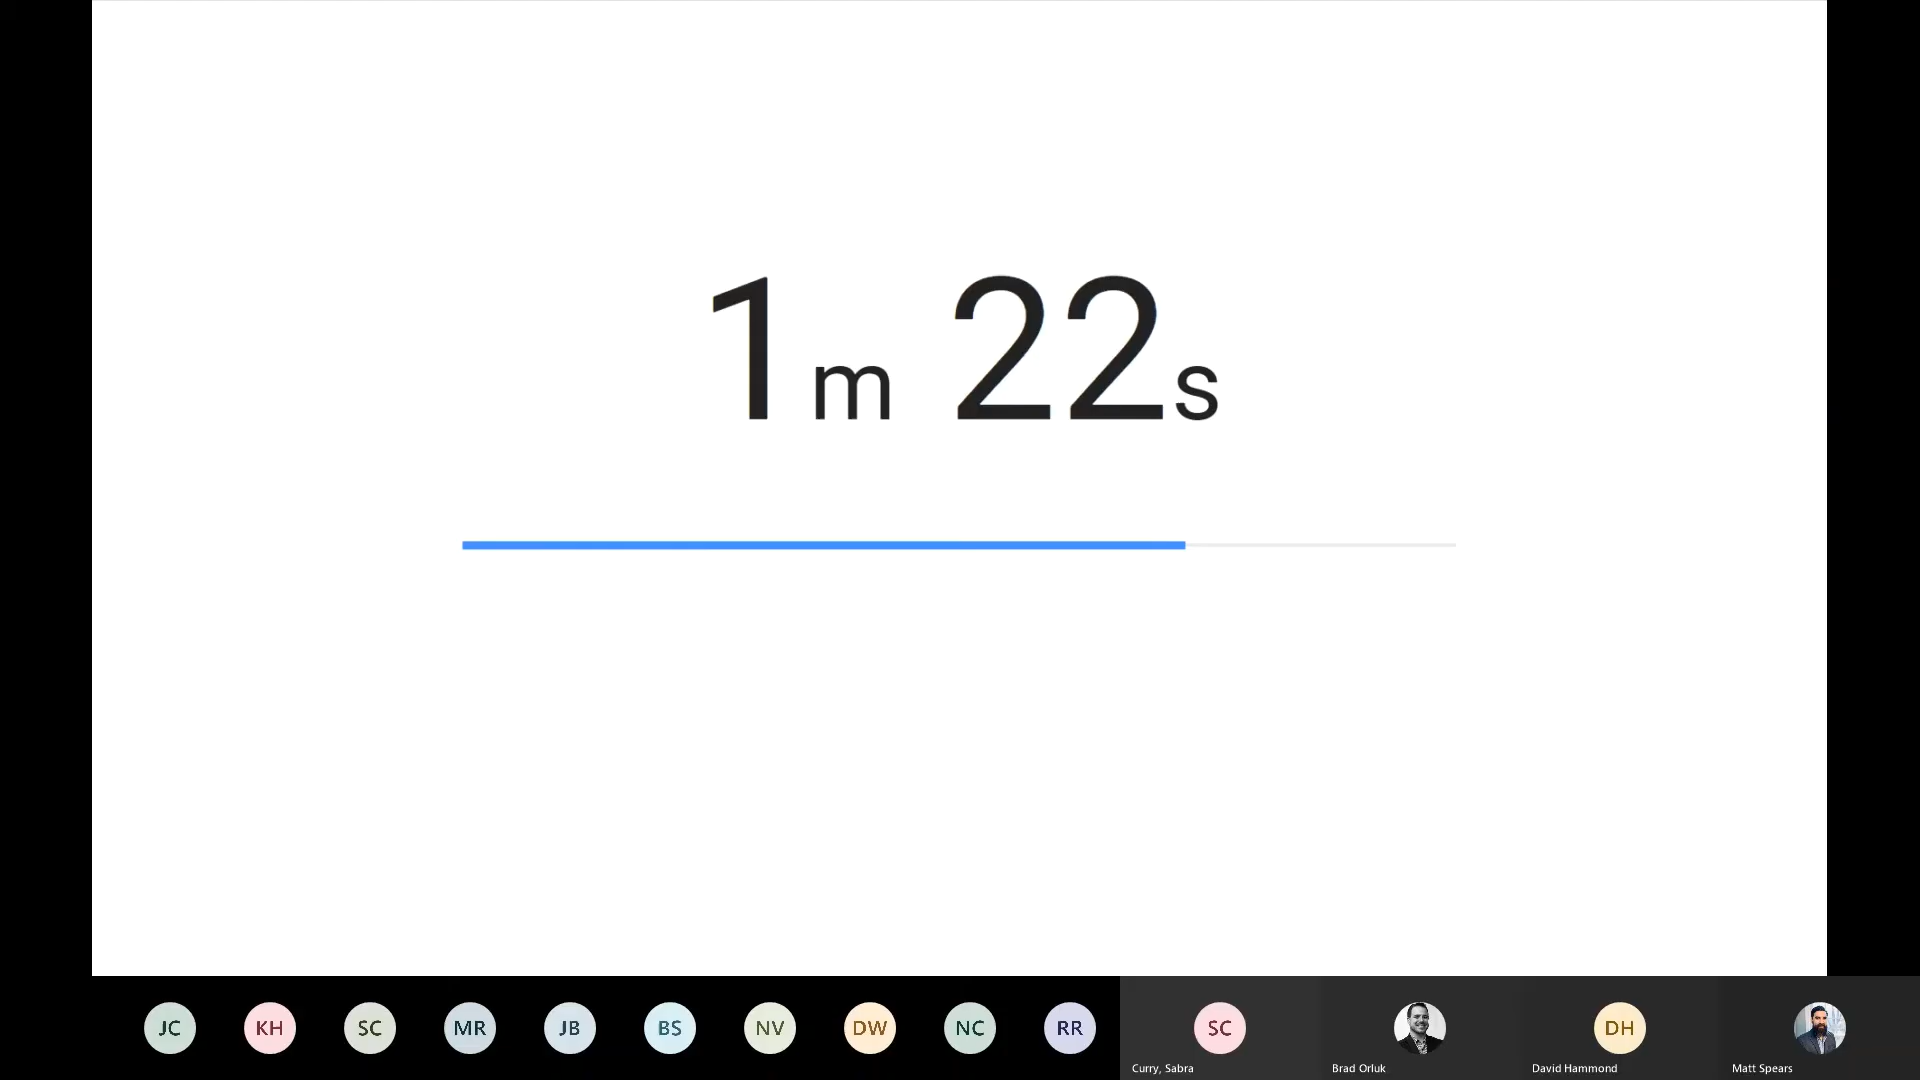 1m 22s
JC KH SC MR JB BS NV DW NC RR SC DH
Curry, Sabra Brad Orluk David Hammond Matt Spears